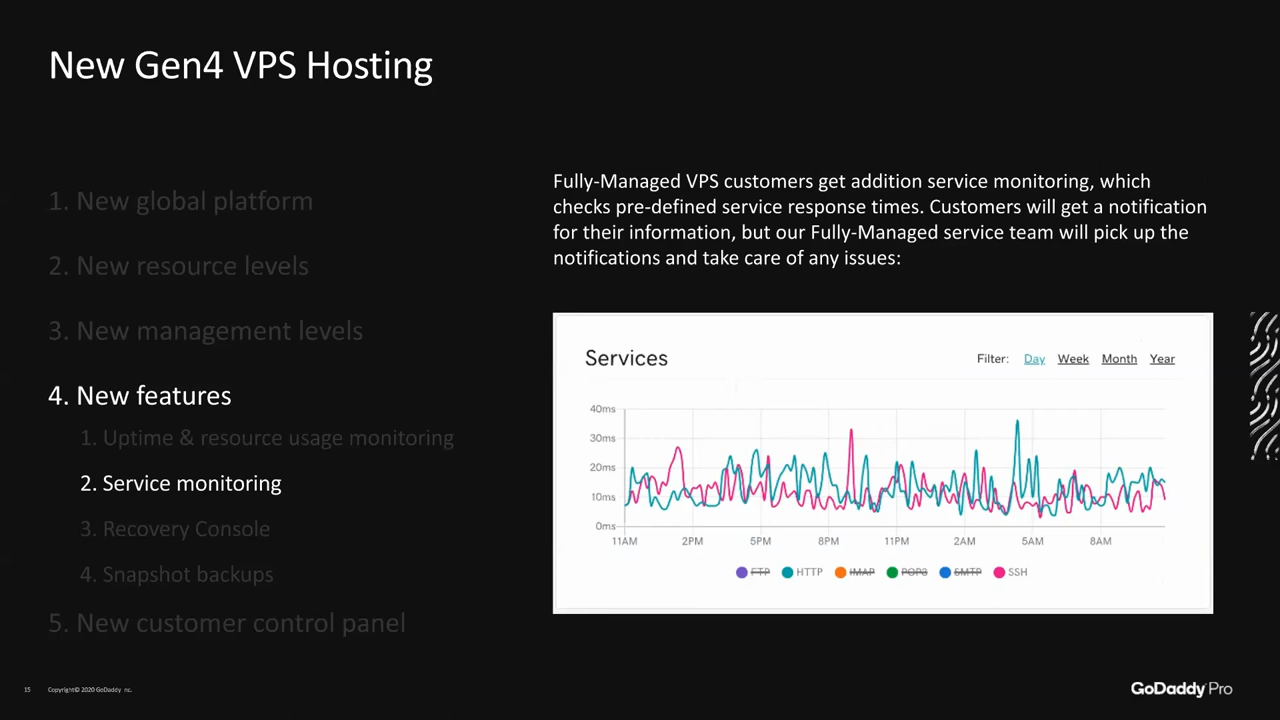 New Gen4 VPS Hosting
1. New global platform
2. New resource levels
3. New management levels
4. New features
1. Uptime & resource usage monitoring
2. Service monitoring
3. Recovery Console
4. Snapshot backups
5. New customer control panel
Fully-Managed VPS customers get addition service monitoring, which
checks pre-defined service response times. Customers will get a notification
for their information, but our Fully-Managed service team will pick up the
notifications and take care of any issues:
Services
Filter: Day Week Month Year
40ms
30ms
20ms
10ms
0ms
11AM 2PM 5PM 8PM 11PM 2AM 5AM 8AM
FTP HTTP IMAP POP3 SMTP SSH
15 Copyright© 2020 GoDaddy nc.
GoDaddy Pro